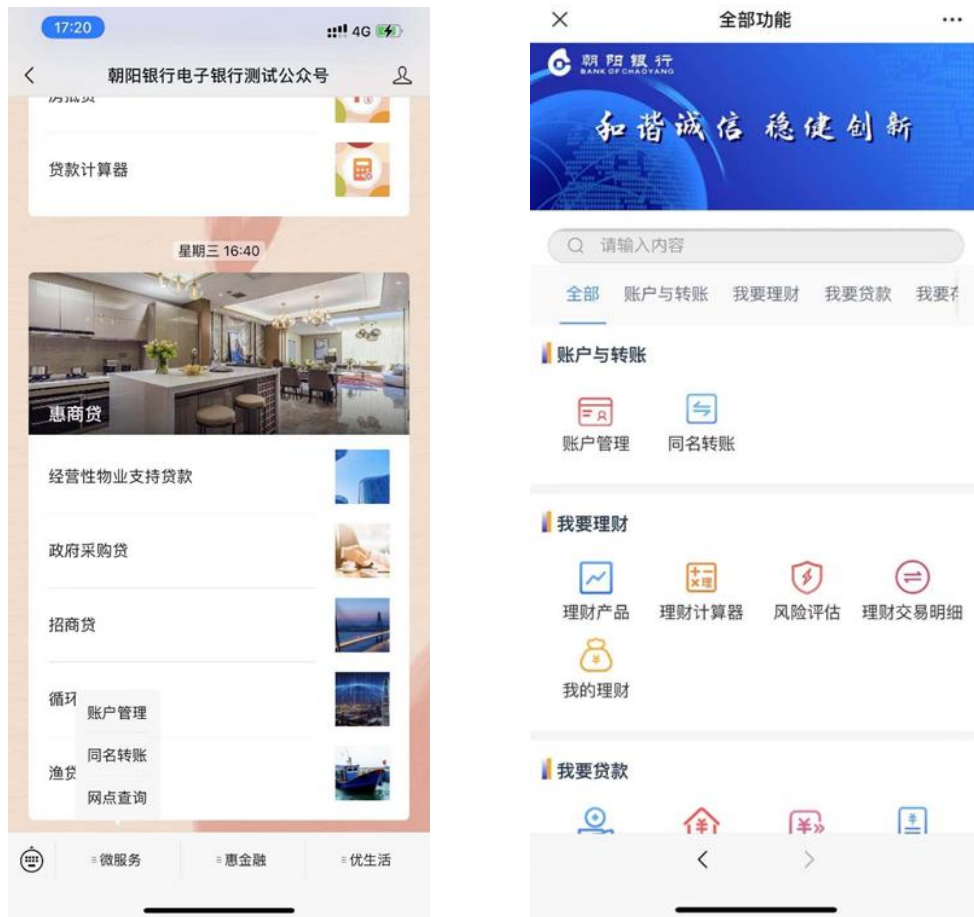 17:20
4G
朝阳银行电子银行测试公众号
贷款计算器
星期三 16:40
惠商贷
经营性物业支持贷款
政府采购贷
招商贷
循环
账户管理
同名转账
渔贷
网点查询
微服务
惠金融
优生活
全部功能
朝阳银行
BANK OF CHAOYANG
和谐诚信 稳健创新
请输入内容
全部 账户与转账 我要理财 我要贷款 我要存
账户与转账
账户管理 同名转账
我要理财
理财产品 理财计算器 风险评估 理财交易明细
我的理财
我要贷款